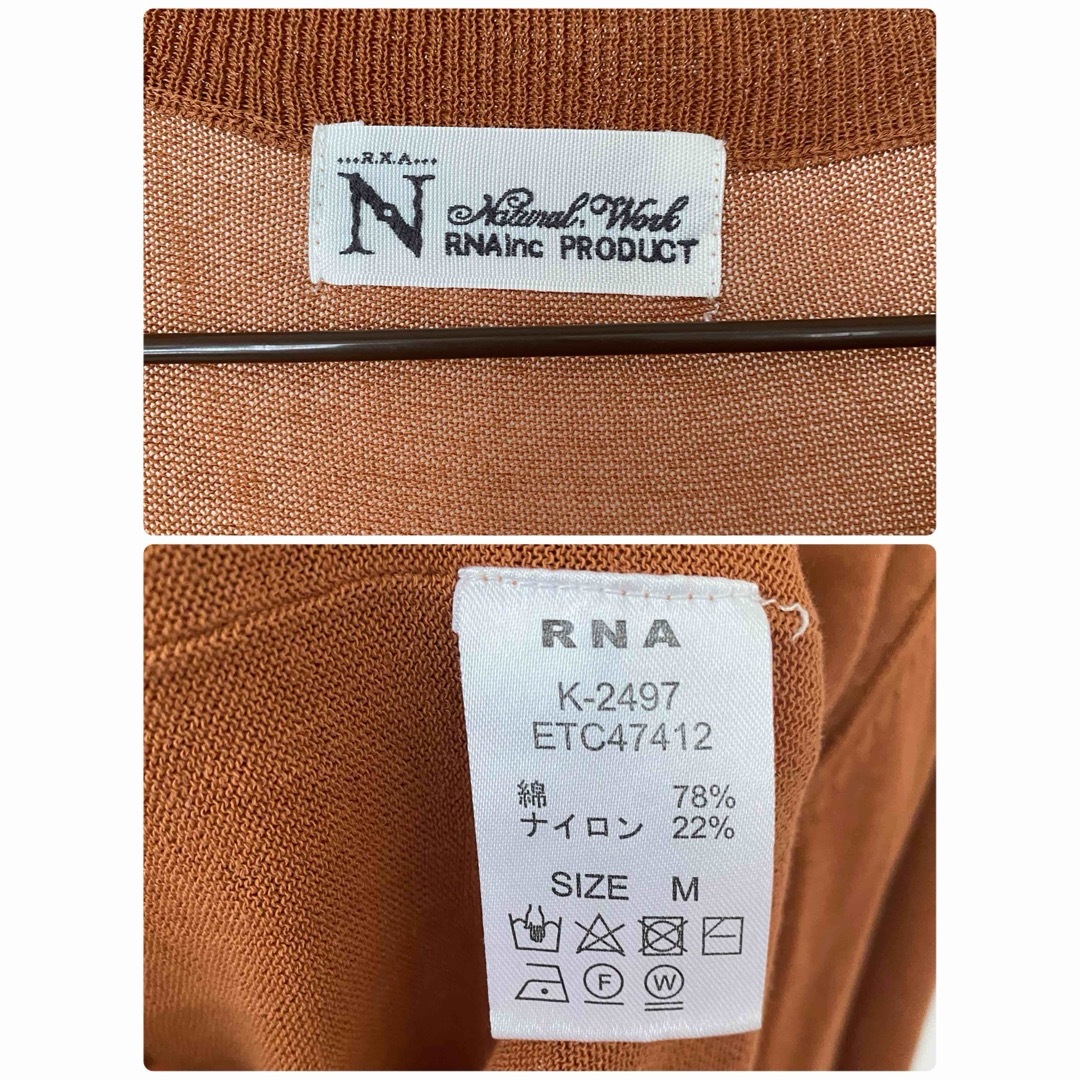 ...R.X.A...
N
Natural. Work
RNAinc PRODUCT
RNA
K-2497
ETC47412
綿 78%
ナイロン 22%
SIZE M
F W